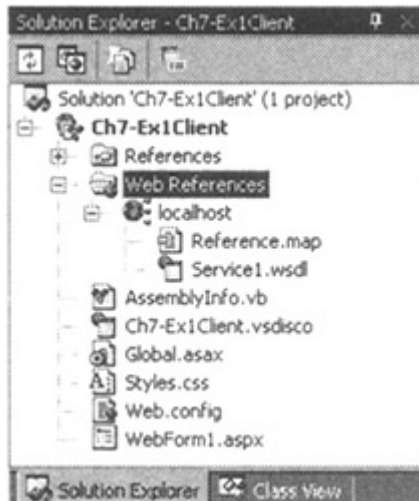 Solution Explorer - Ch7-Ex1Client
Solution 'Ch7-Ex1Client' (1 project)
Ch7-Ex1Client
References
Web References
localhost
Reference.map
Service1.wsdl
AssemblyInfo.vb
Ch7-Ex1Client.vsdisco
Global.asax
Styles.css
Web.config
WebForm1.aspx
Solution Explorer Class View